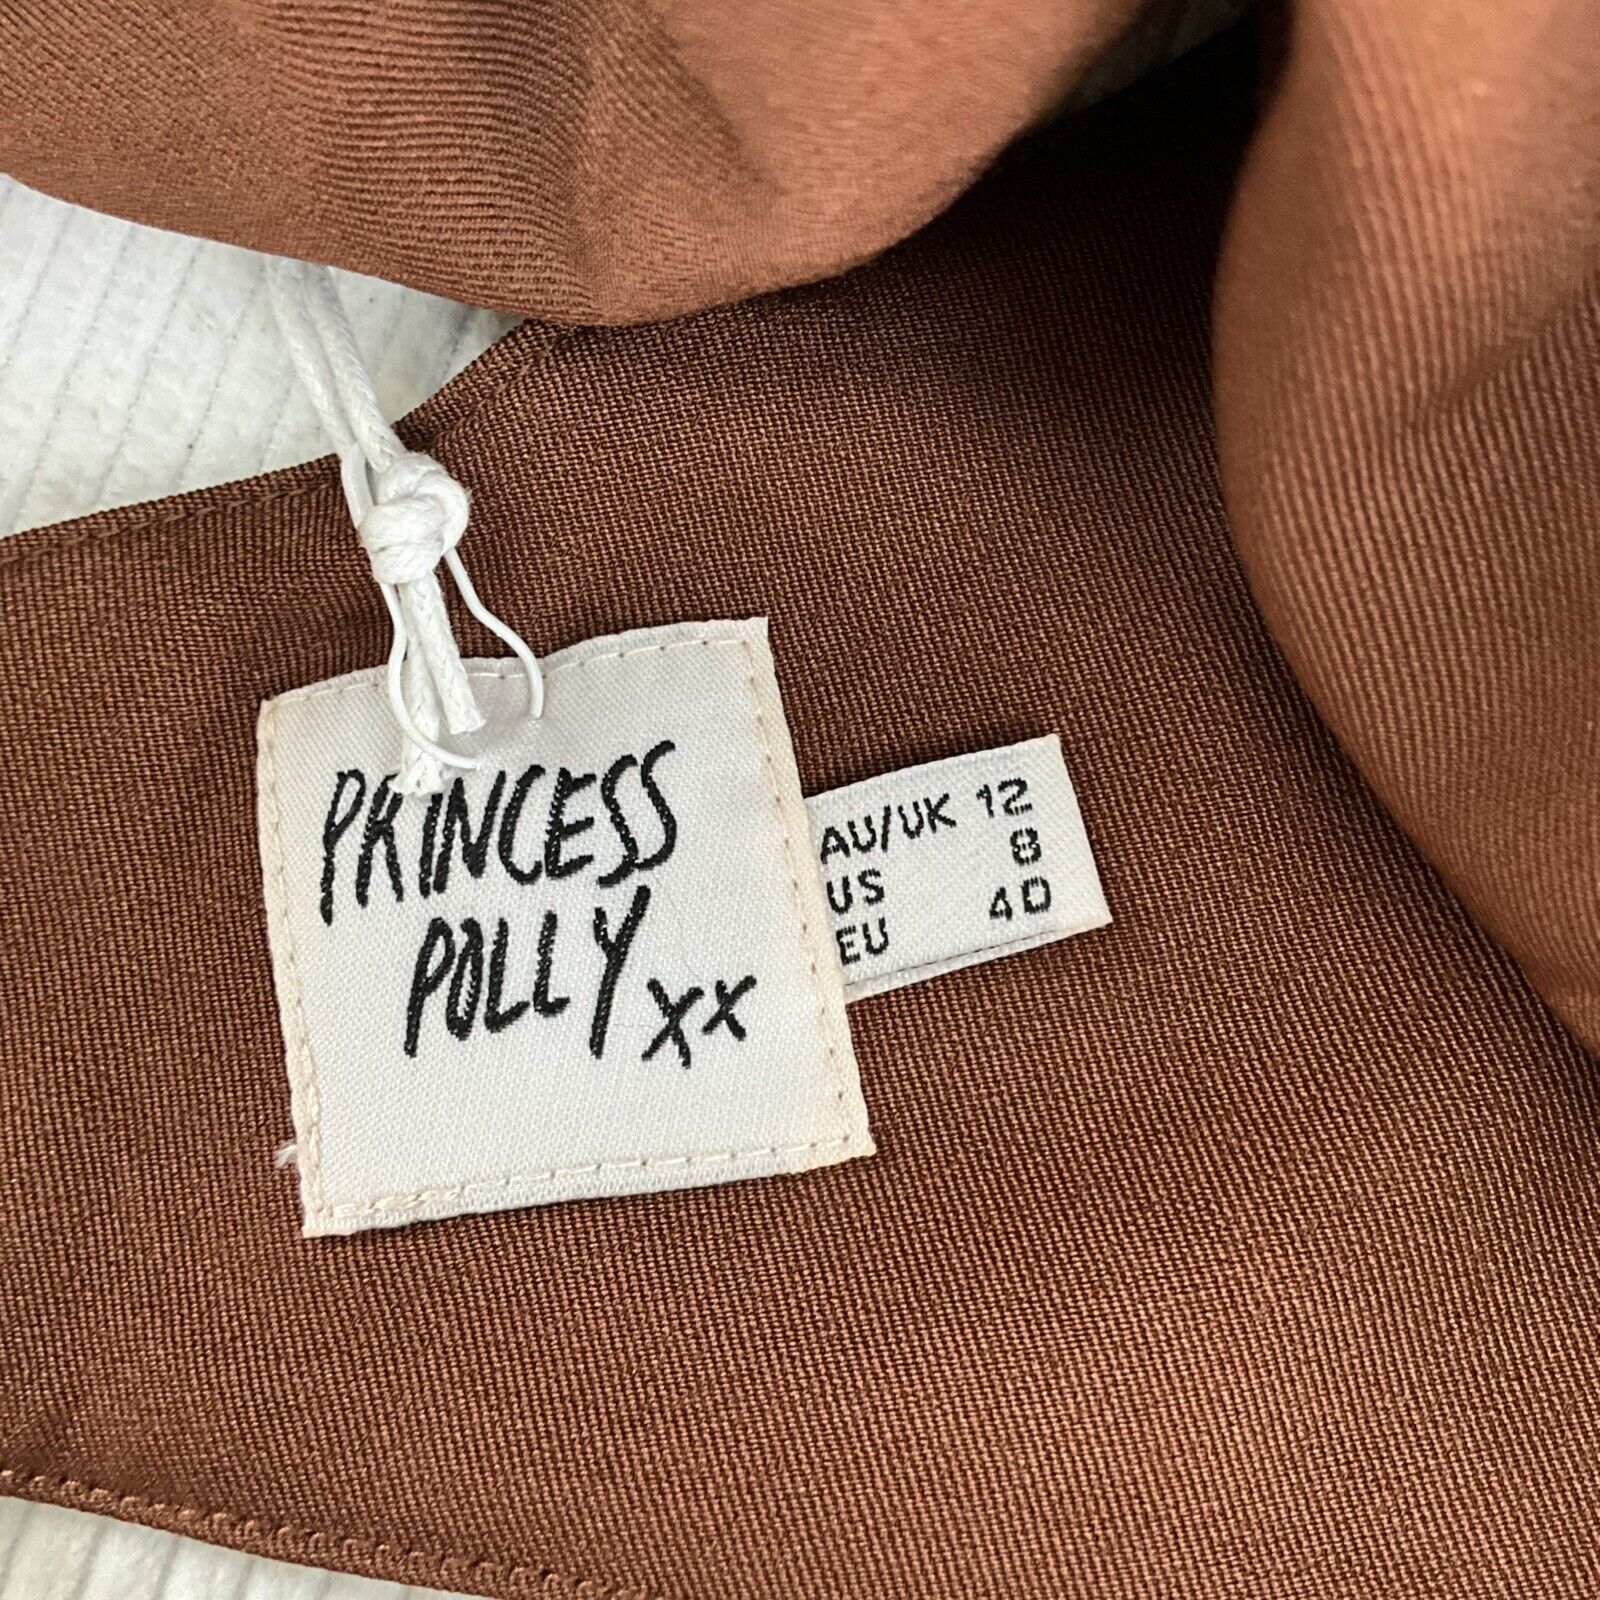 PRINCESS
POLLY xx
AU/UK 12
US 8
EU 40